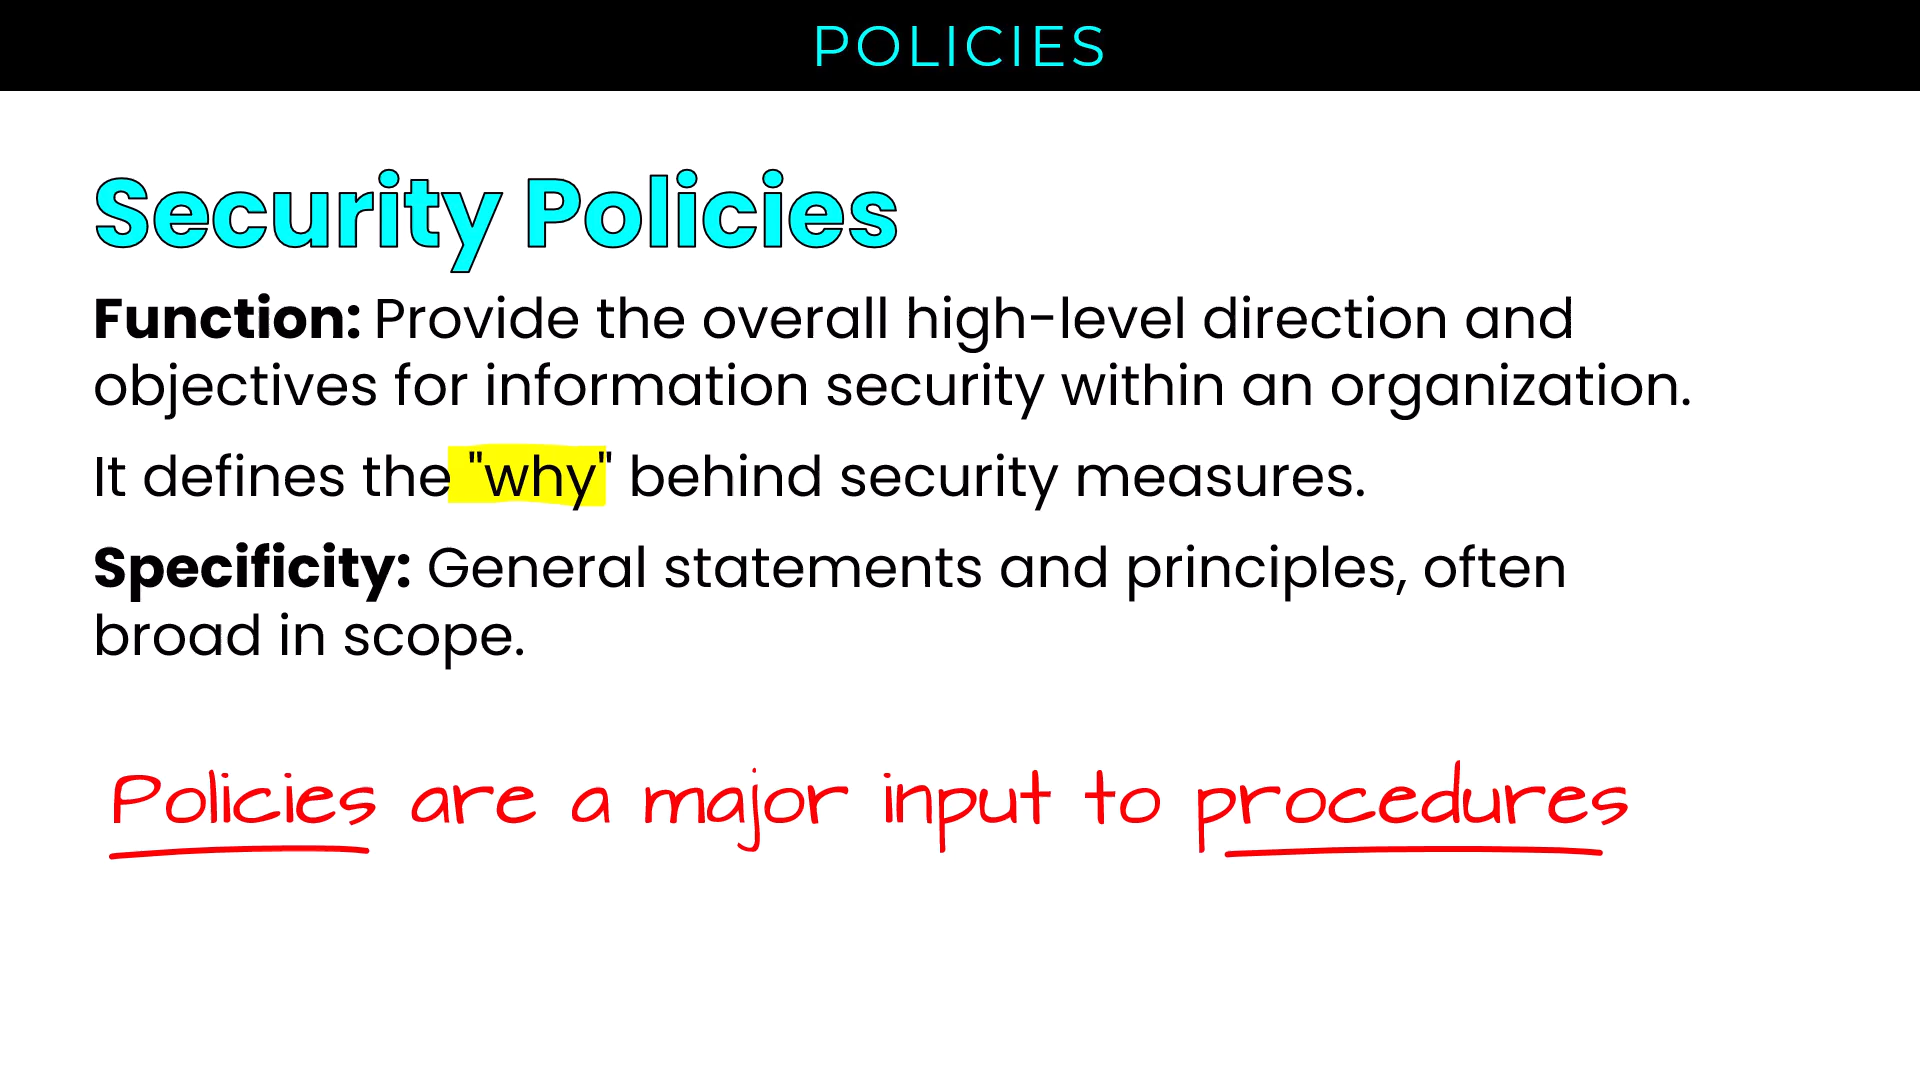 POLICIES
Security Policies
Function: Provide the overall high-level direction and
objectives for information security within an organization.
It defines the "why" behind security measures.
Specificity: General statements and principles, often
broad in scope.
Policies are a major input to procedures